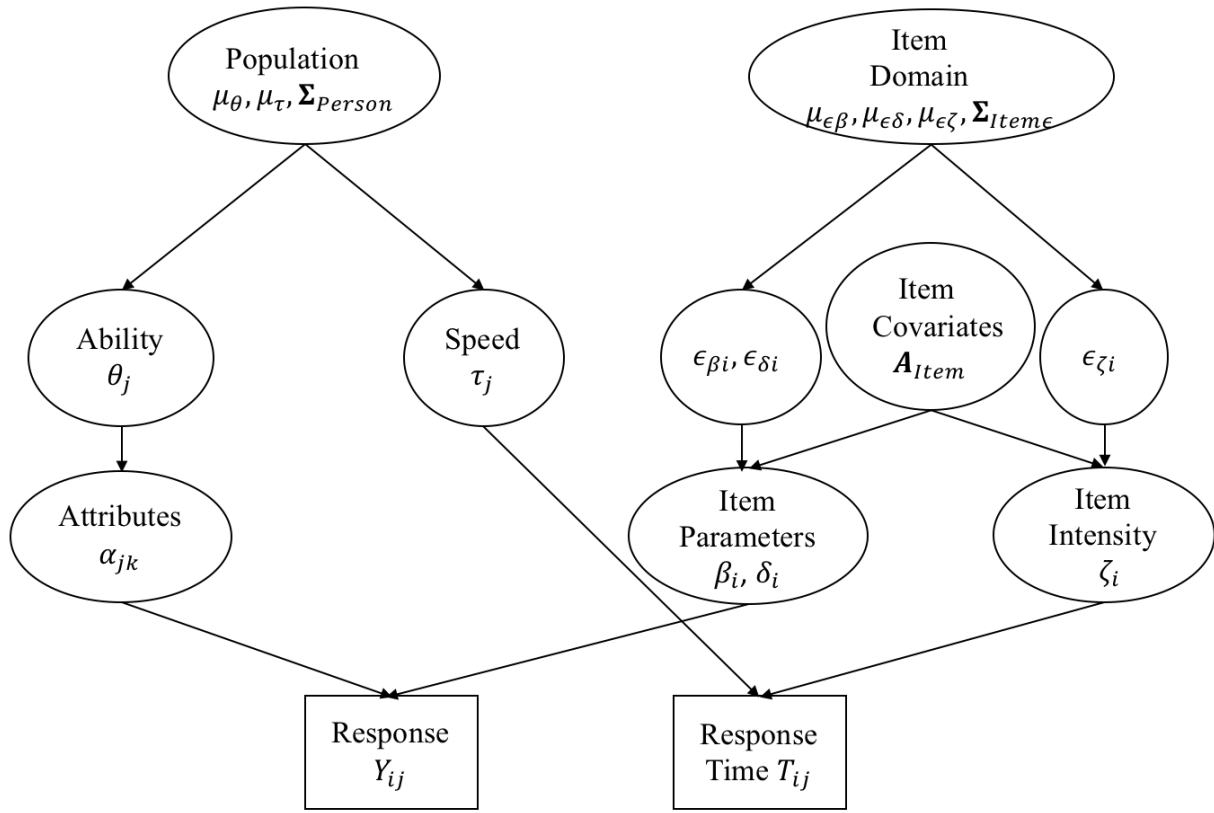 Population
μ_θ, μ_τ, Σ_Person
Item
Domain
μ_ϵβ, μ_ϵδ, μ_ϵζ, Σ_Itemϵ
Ability
θ_j
Speed
τ_j
ϵ_βi, ϵ_δi
Item
Covariates
A_Item
ϵ_ζi
Attributes
α_jk
Item
Parameters
β_i, δ_i
Item
Intensity
ζ_i
Response
Y_ij
Response
Time T_ij